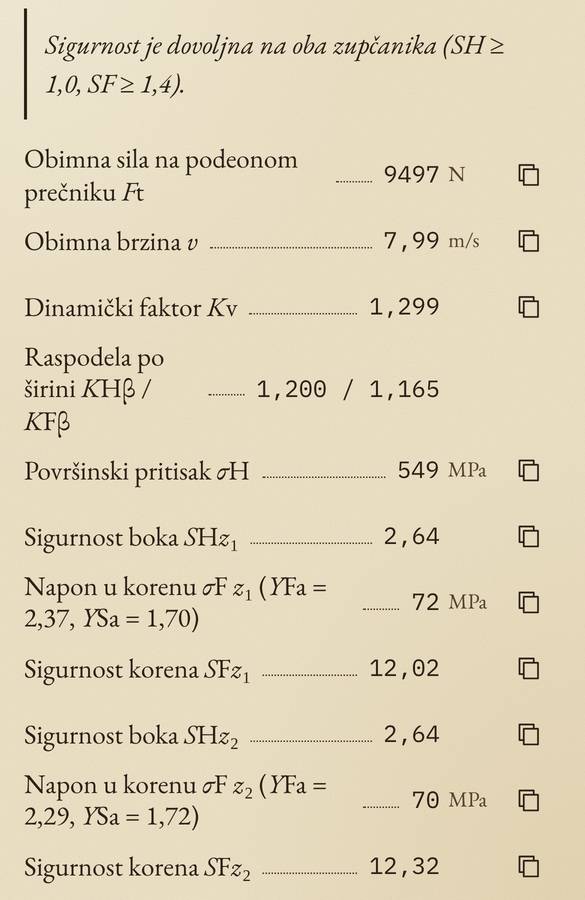 Sigurnost je dovoljna na oba zupčanika (SH ≥
1,0, SF ≥ 1,4).
Obimna sila na podeonom
prečniku Ft 9497 N
Obimna brzina v 7,99 m/s
Dinamički faktor Kv 1,299
Raspodela po
širini KHβ / 1,200 / 1,165
KFβ
Površinski pritisak σH 549 MPa
Sigurnost boka SHz₁ 2,64
Napon u korenu σF z₁ (YFa =
2,37, YSa = 1,70) 72 MPa
Sigurnost korena SFz₁ 12,02
Sigurnost boka SHz₂ 2,64
Napon u korenu σF z₂ (YFa =
2,29, YSa = 1,72) 70 MPa
Sigurnost korena SFz₂ 12,32